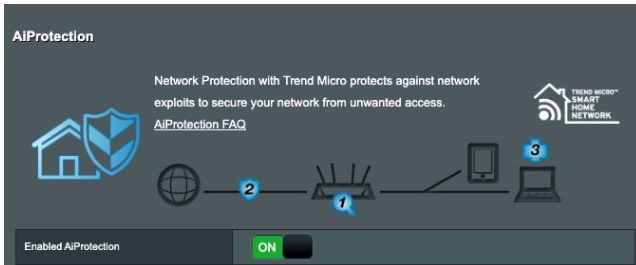 AiProtection
Network Protection with Trend Micro protects against network
exploits to secure your network from unwanted access.
AiProtection FAQ
TREND MICRO™
SMART
HOME
NETWORK
3
2
1
Enabled AiProtection
ON